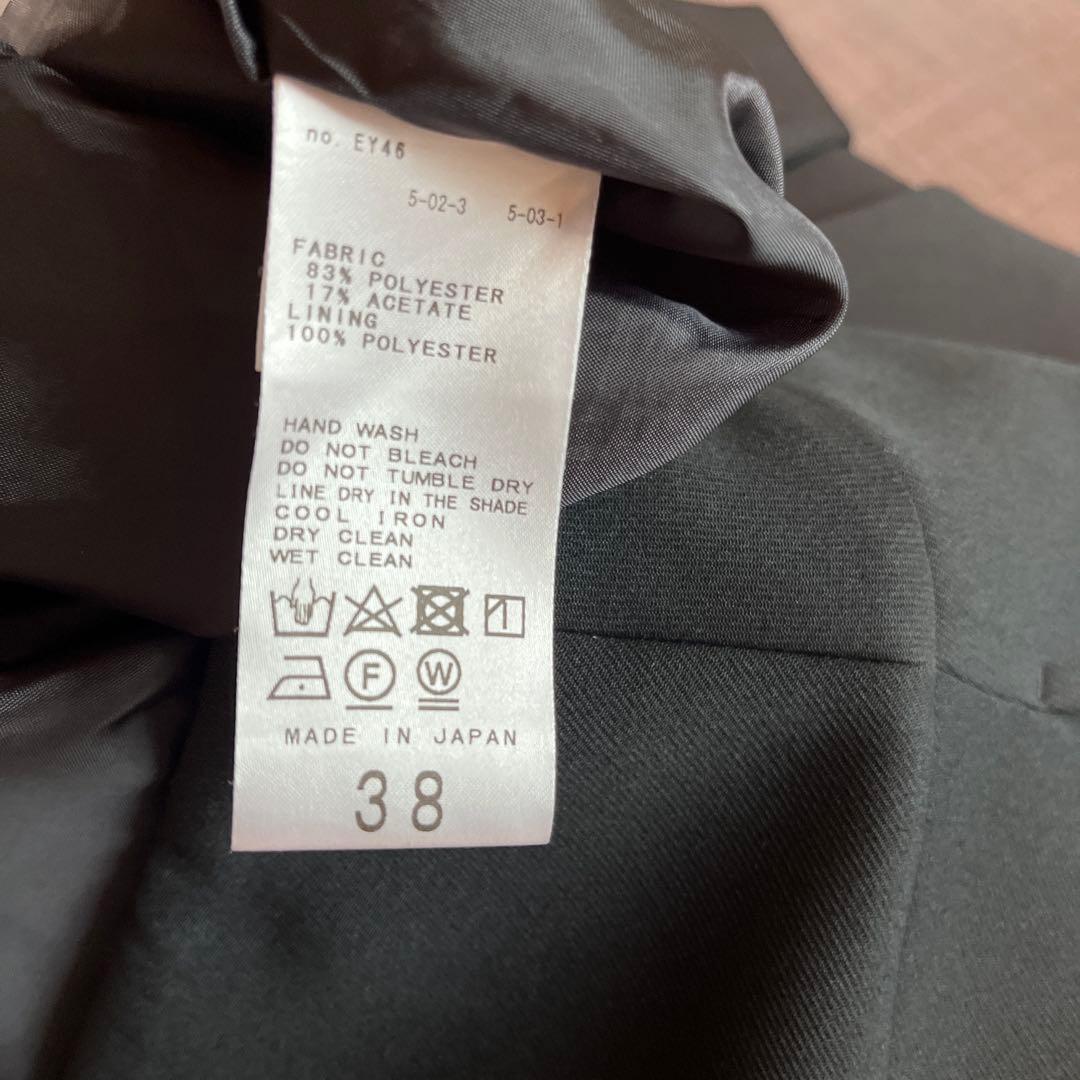 no. EY46
5-02-3 5-03-1
FABRIC
83% POLYESTER
17% ACETATE
LINING
100% POLYESTER
HAND WASH
DO NOT BLEACH
DO NOT TUMBLE DRY
LINE DRY IN THE SHADE
COOL IRON
DRY CLEAN
WET CLEAN
F W
MADE IN JAPAN
38